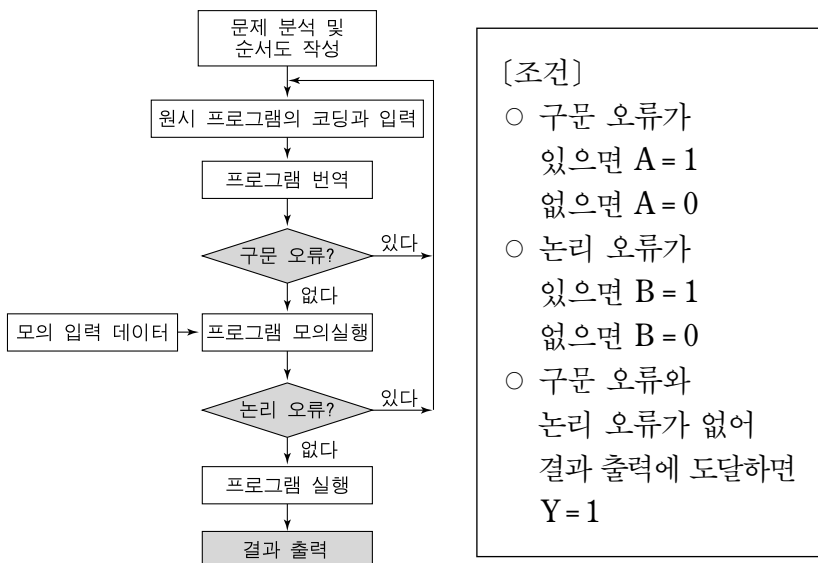 문제 분석 및
순서도 작성
원시 프로그램의 코딩과 입력
프로그램 번역
구문 오류?
있다
없다
모의 입력 데이터
프로그램 모의실행
논리 오류?
있다
없다
프로그램 실행
결과 출력
〔조건〕
○ 구문 오류가
있으면 A = 1
없으면 A = 0
○ 논리 오류가
있으면 B = 1
없으면 B = 0
○ 구문 오류와
논리 오류가 없어
결과 출력에 도달하면
Y = 1